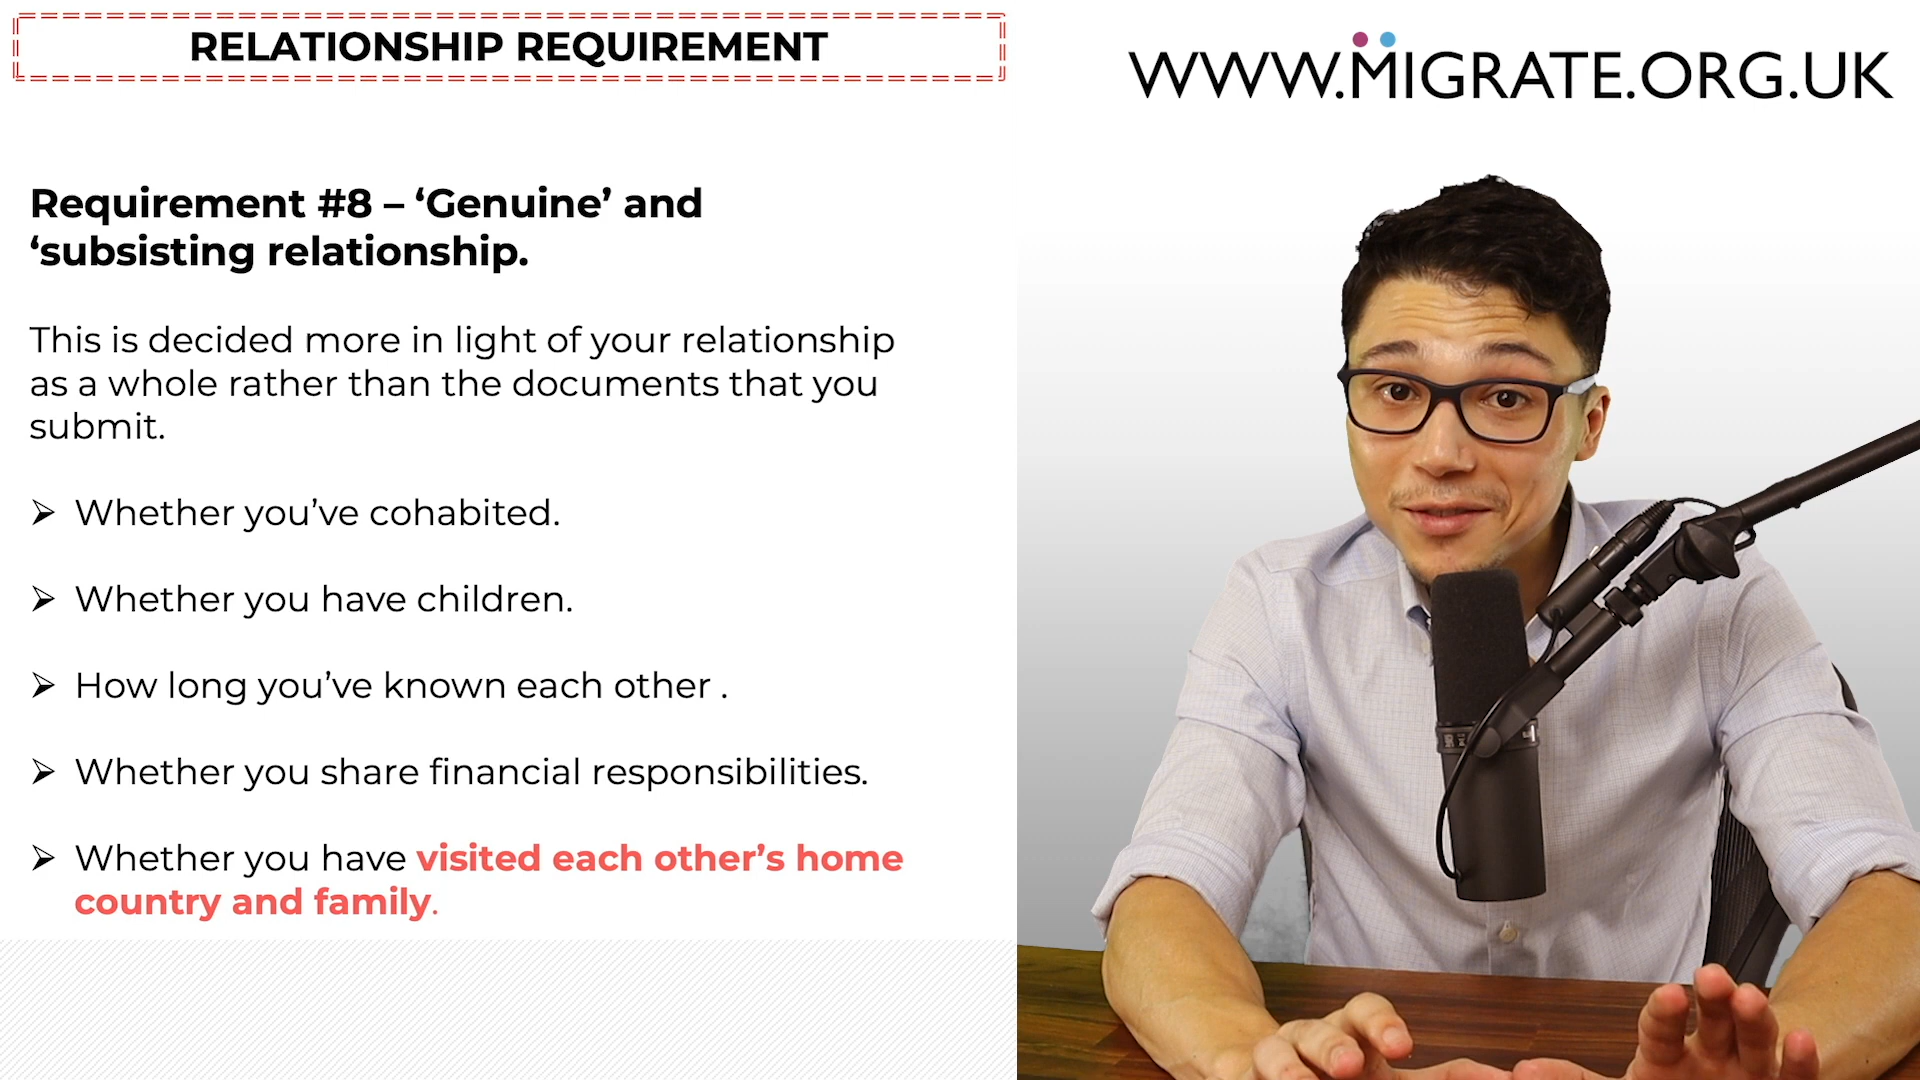 RELATIONSHIP REQUIREMENT
WWW.MIGRATE.ORG.UK
Requirement #8 – ‘Genuine’ and
‘subsisting relationship.
This is decided more in light of your relationship
as a whole rather than the documents that you
submit.
➢ Whether you’ve cohabited.
➢ Whether you have children.
➢ How long you’ve known each other .
➢ Whether you share financial responsibilities.
➢ Whether you have visited each other’s home
country and family.